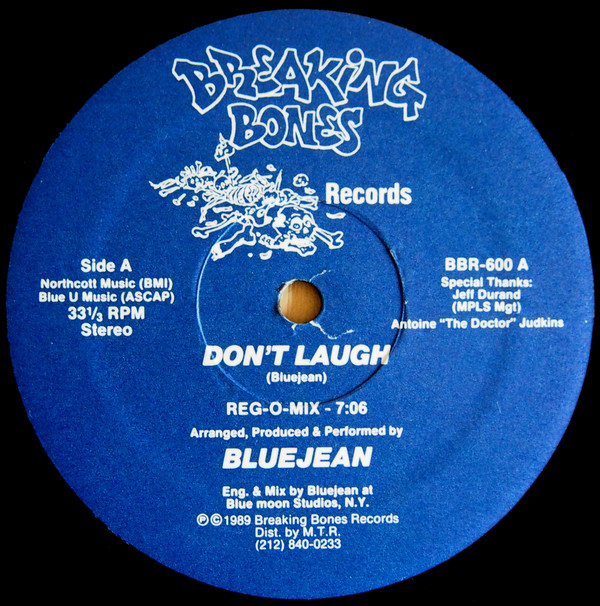 BREAKING
BONES
Records
Side A
Northcott Music (BMI)
Blue U Music (ASCAP)
33⅓ RPM
Stereo
BBR-600 A
Special Thanks:
Jeff Durand
(MPLS Mgt)
Antoine "The Doctor" Judkins
DON'T LAUGH
(Bluejean)
REG-O-MIX - 7:06
Arranged, Produced & Performed by
BLUEJEAN
Eng. & Mix by Bluejean at
Blue moon Studios, N.Y.
℗©1989 Breaking Bones Records
Dist. by M.T.R.
(212) 840-0233